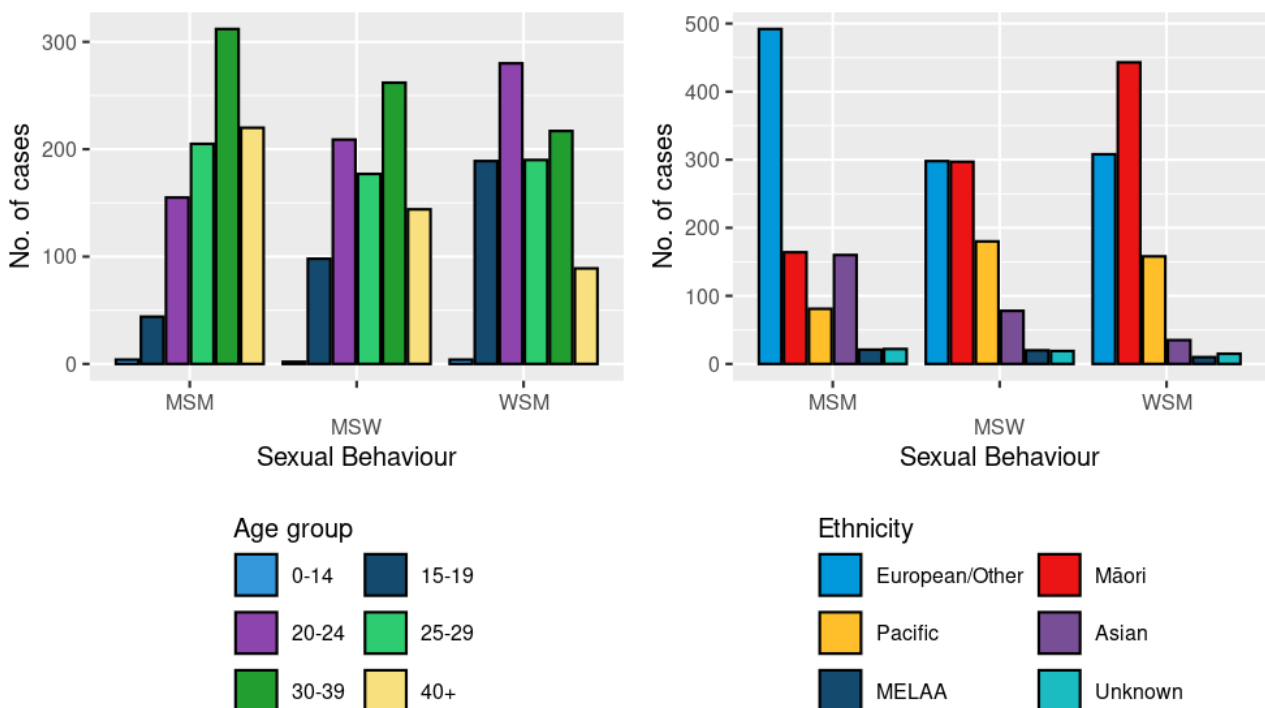 No. of cases
300
200
100
0
MSM
MSW
WSM
Sexual Behaviour
Age group
0-14
15-19
20-24
25-29
30-39
40+
No. of cases
500
400
300
200
100
0
MSM
MSW
WSM
Sexual Behaviour
Ethnicity
European/Other
Māori
Pacific
Asian
MELAA
Unknown